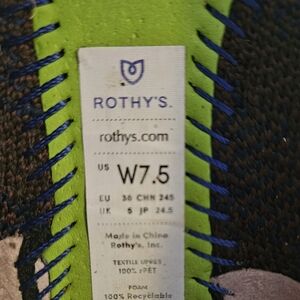 ROTHY'S.
rothys.com
US W7.5
EU 38 CHN 245
UK 5 JP 24.5
Made in China
Rothy's, Inc.
TEXTILE UPPER
100% rPET
FOAM
100% Recyclable